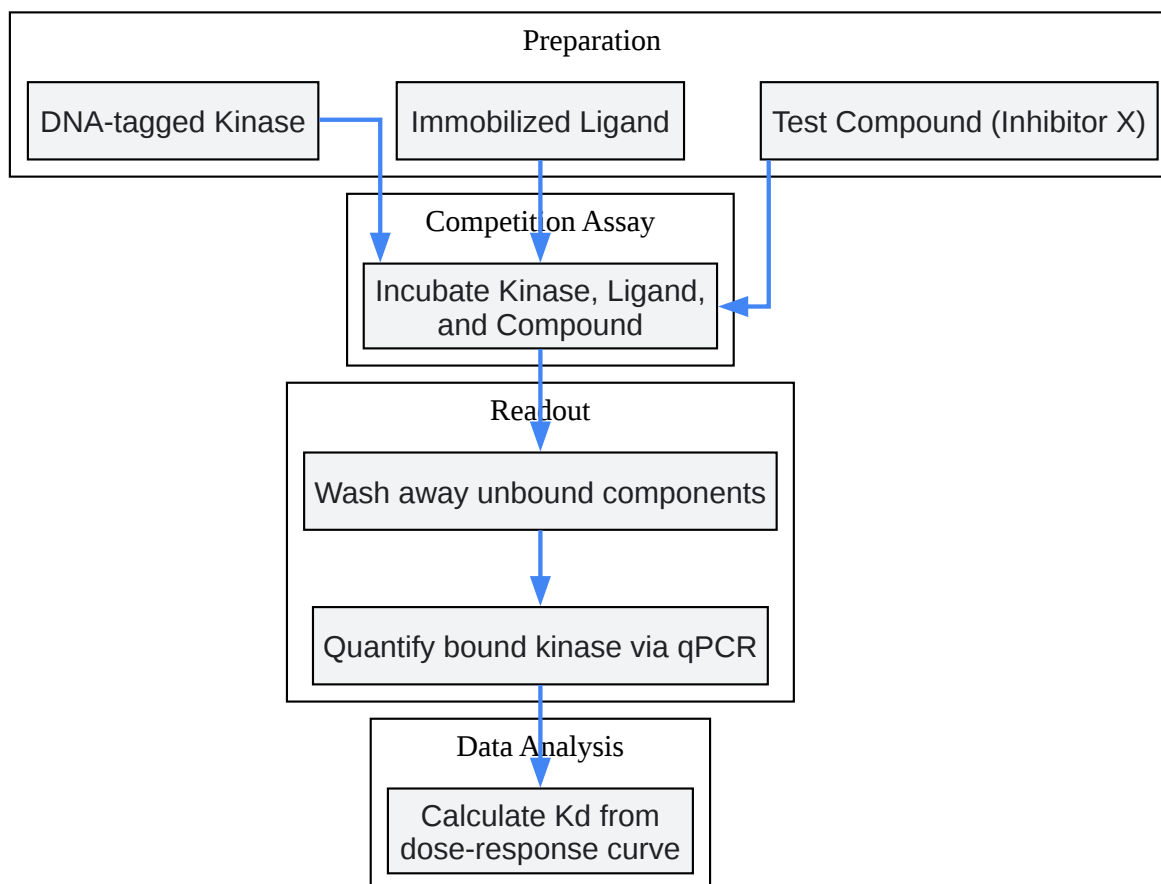 Preparation
DNA-tagged Kinase
Immobilized Ligand
Test Compound (Inhibitor X)
Competition Assay
Incubate Kinase, Ligand,
and Compound
Readout
Wash away unbound components
Quantify bound kinase via qPCR
Data Analysis
Calculate Kd from
dose-response curve